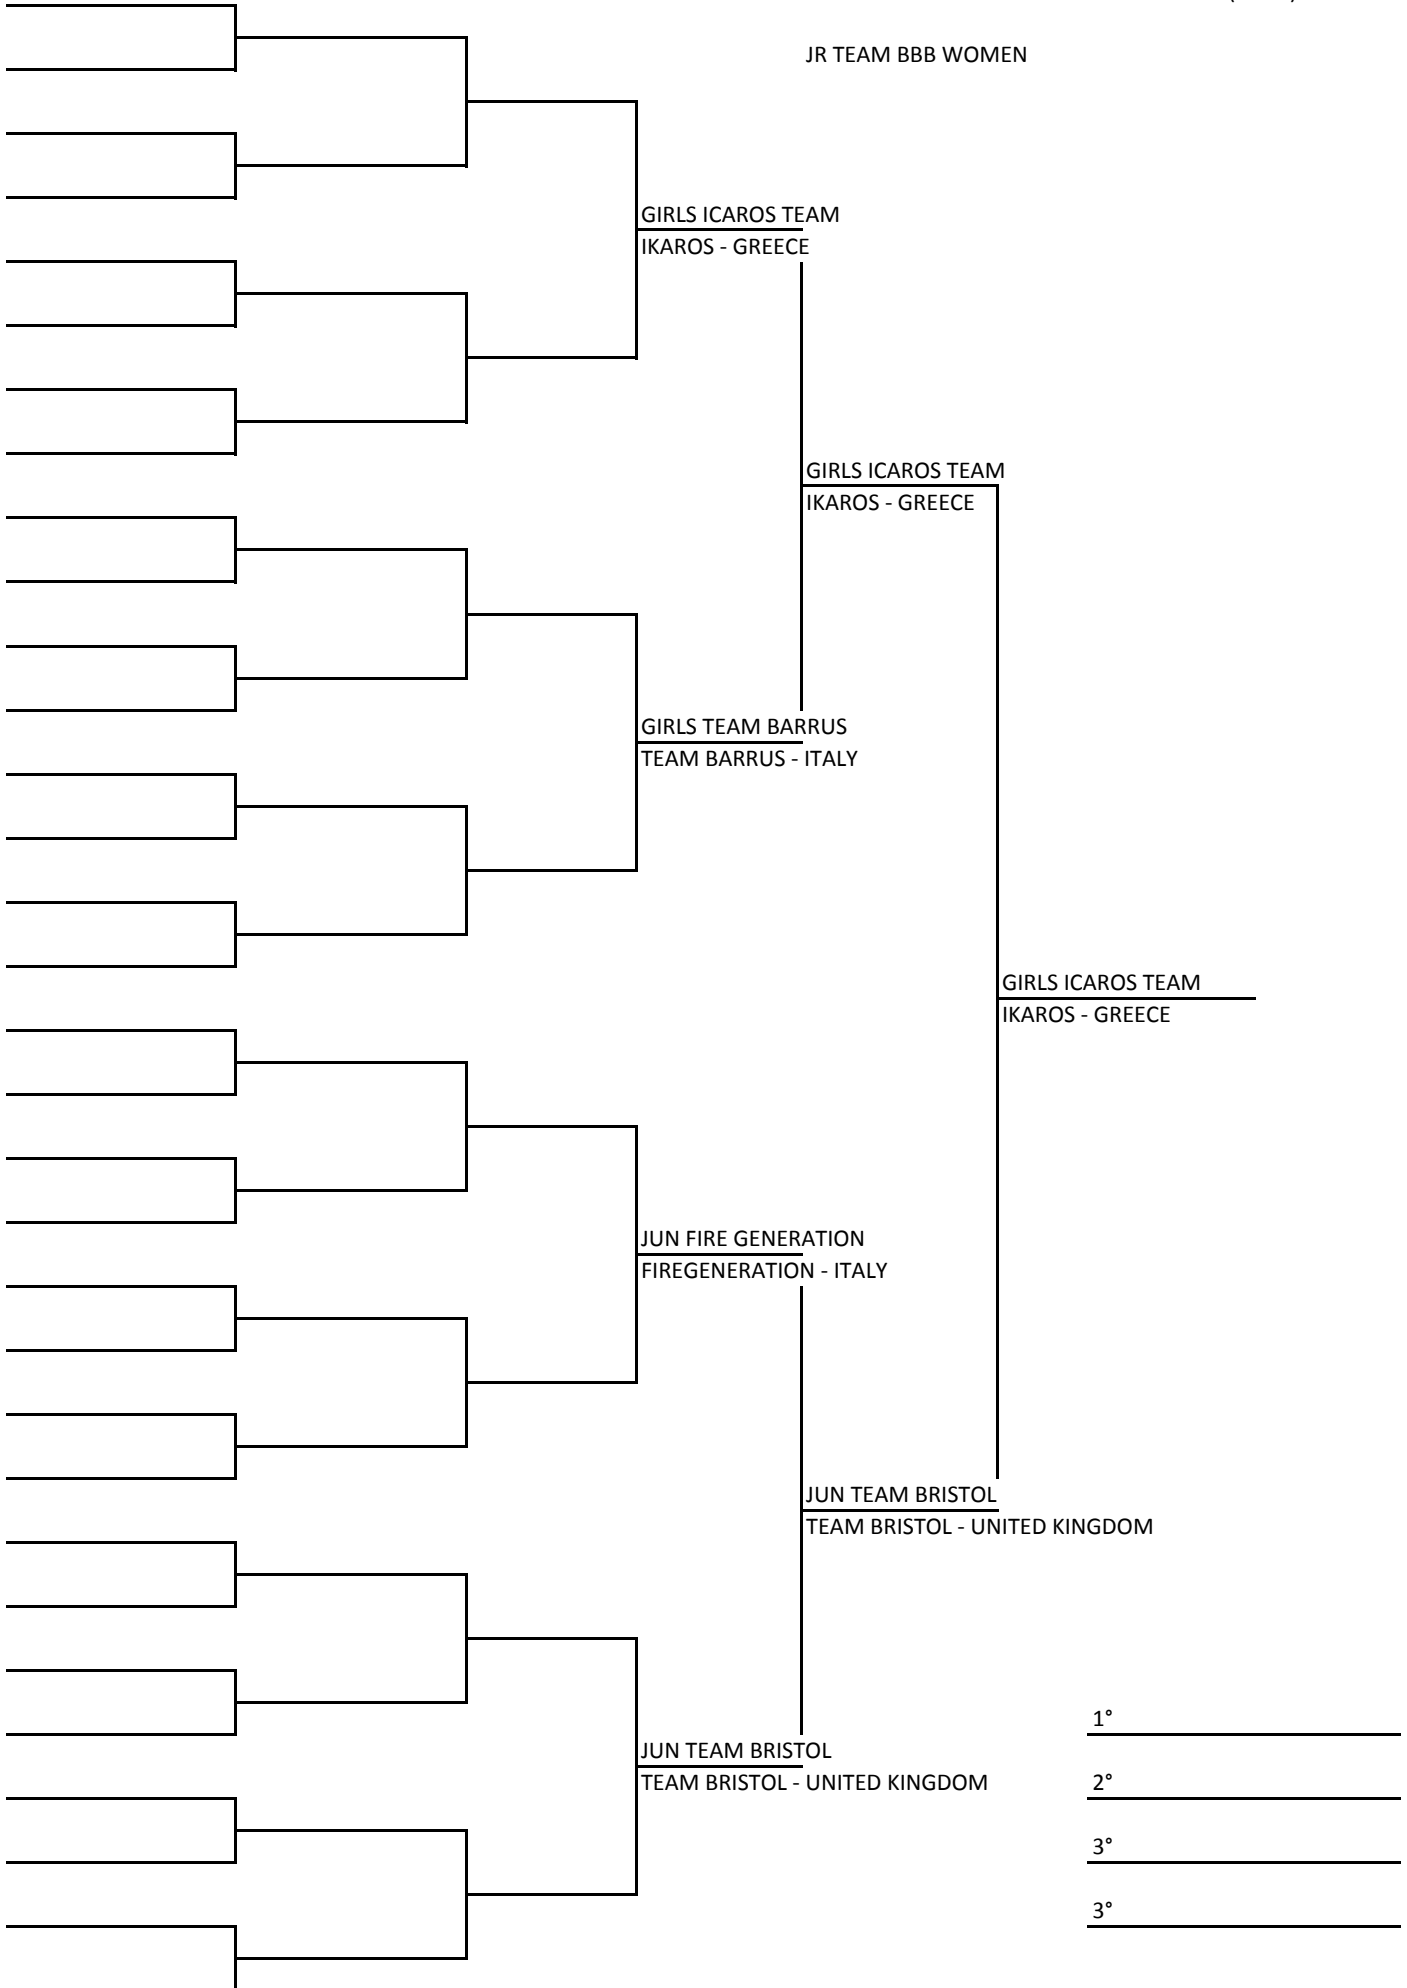 JR TEAM BBB WOMEN
GIRLS ICAROS TEAM
IKAROS - GREECE
GIRLS ICAROS TEAM
IKAROS - GREECE
GIRLS TEAM BARRUS
TEAM BARRUS - ITALY
GIRLS ICAROS TEAM
IKAROS - GREECE
JUN FIRE GENERATION
FIREGENERATION - ITALY
JUN TEAM BRISTOL
TEAM BRISTOL - UNITED KINGDOM
1°
JUN TEAM BRISTOL
TEAM BRISTOL - UNITED KINGDOM
2°
3°
3°